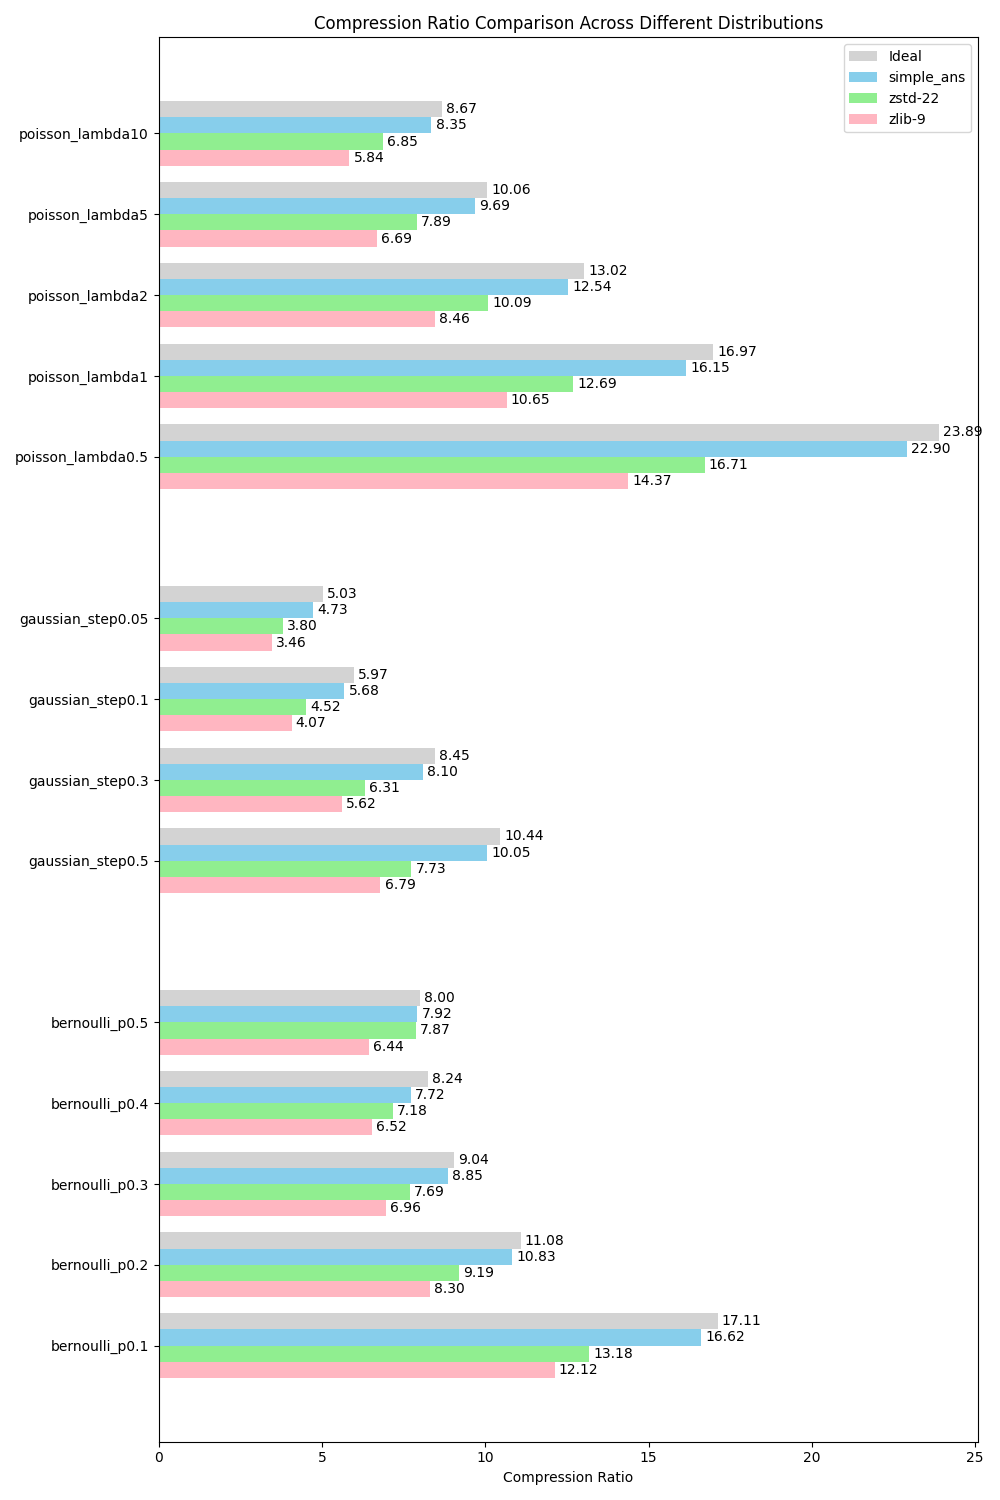 Compression Ratio Comparison Across Different Distributions
Ideal
simple_ans
zstd-22
zlib-9
poisson_lambda10
8.67
8.35
6.85
5.84
poisson_lambda5
10.06
9.69
7.89
6.69
poisson_lambda2
13.02
12.54
10.09
8.46
poisson_lambda1
16.97
16.15
12.69
10.65
poisson_lambda0.5
23.89
22.90
16.71
14.37
gaussian_step0.05
5.03
4.73
3.80
3.46
gaussian_step0.1
5.97
5.68
4.52
4.07
gaussian_step0.3
8.45
8.10
6.31
5.62
gaussian_step0.5
10.44
10.05
7.73
6.79
bernoulli_p0.5
8.00
7.92
7.87
6.44
bernoulli_p0.4
8.24
7.72
7.18
6.52
bernoulli_p0.3
9.04
8.85
7.69
6.96
bernoulli_p0.2
11.08
10.83
9.19
8.30
bernoulli_p0.1
17.11
16.62
13.18
12.12
0 5 10 15 20 25
Compression Ratio